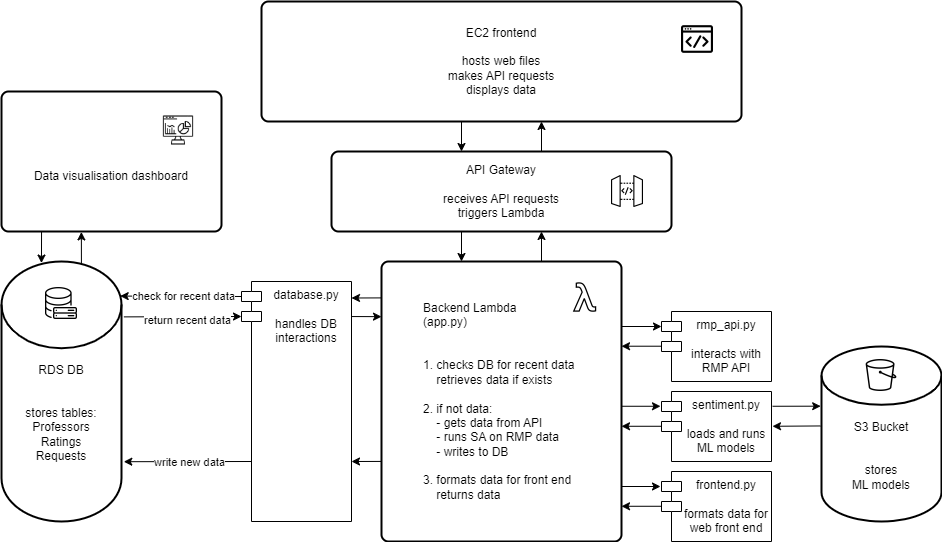 EC2 frontend
hosts web files
makes API requests
displays data
Data visualisation dashboard
API Gateway
receives API requests
triggers Lambda
RDS DB
stores tables:
Professors
Ratings
Requests
check for recent data
return recent data
write new data
database.py
handles DB
interactions
Backend Lambda
(app.py)
1. checks DB for recent data
retrieves data if exists
2. if not data:
- gets data from API
- runs SA on RMP data
- writes to DB
3. formats data for front end
returns data
rmp_api.py
interacts with
RMP API
sentiment.py
loads and runs
ML models
frontend.py
formats data for
web front end
S3 Bucket
stores
ML models